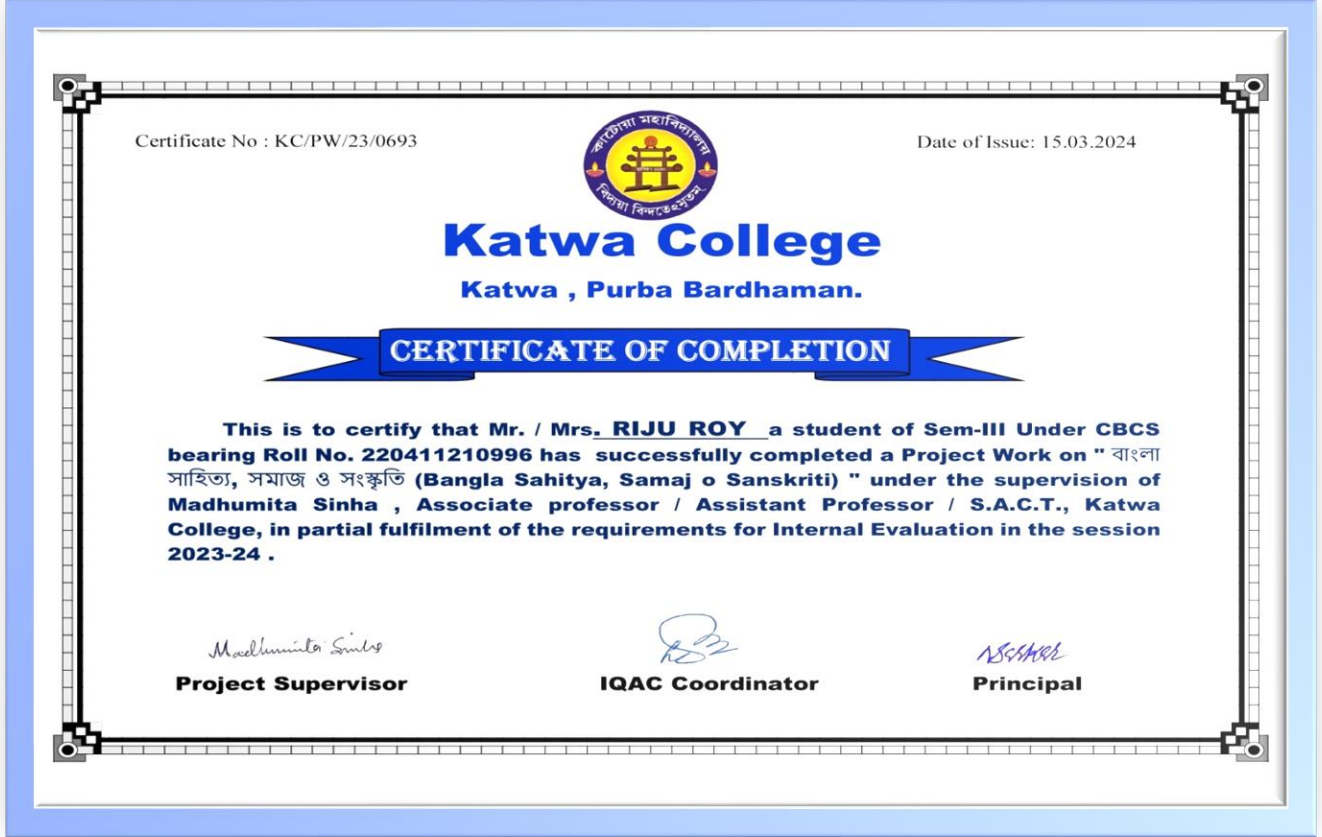 Certificate No : KC/PW/23/0693
Date of Issue: 15.03.2024
কাটোয়া মহাবিদ্যালয়
বিদ্যয়া বিন্দতেঽমৃতম্
Katwa College
Katwa , Purba Bardhaman.
CERTIFICATE OF COMPLETION
This is to certify that Mr. / Mrs. RIJU ROY a student of Sem-III Under CBCS
bearing Roll No. 220411210996 has successfully completed a Project Work on " বাংলা
সাহিত্য, সমাজ ও সংস্কৃতি (Bangla Sahitya, Samaj o Sanskriti) " under the supervision of
Madhumita Sinha , Associate professor / Assistant Professor / S.A.C.T., Katwa
College, in partial fulfilment of the requirements for Internal Evaluation in the session
2023-24 .
Madhumita Sinha
Project Supervisor
IQAC Coordinator
Principal